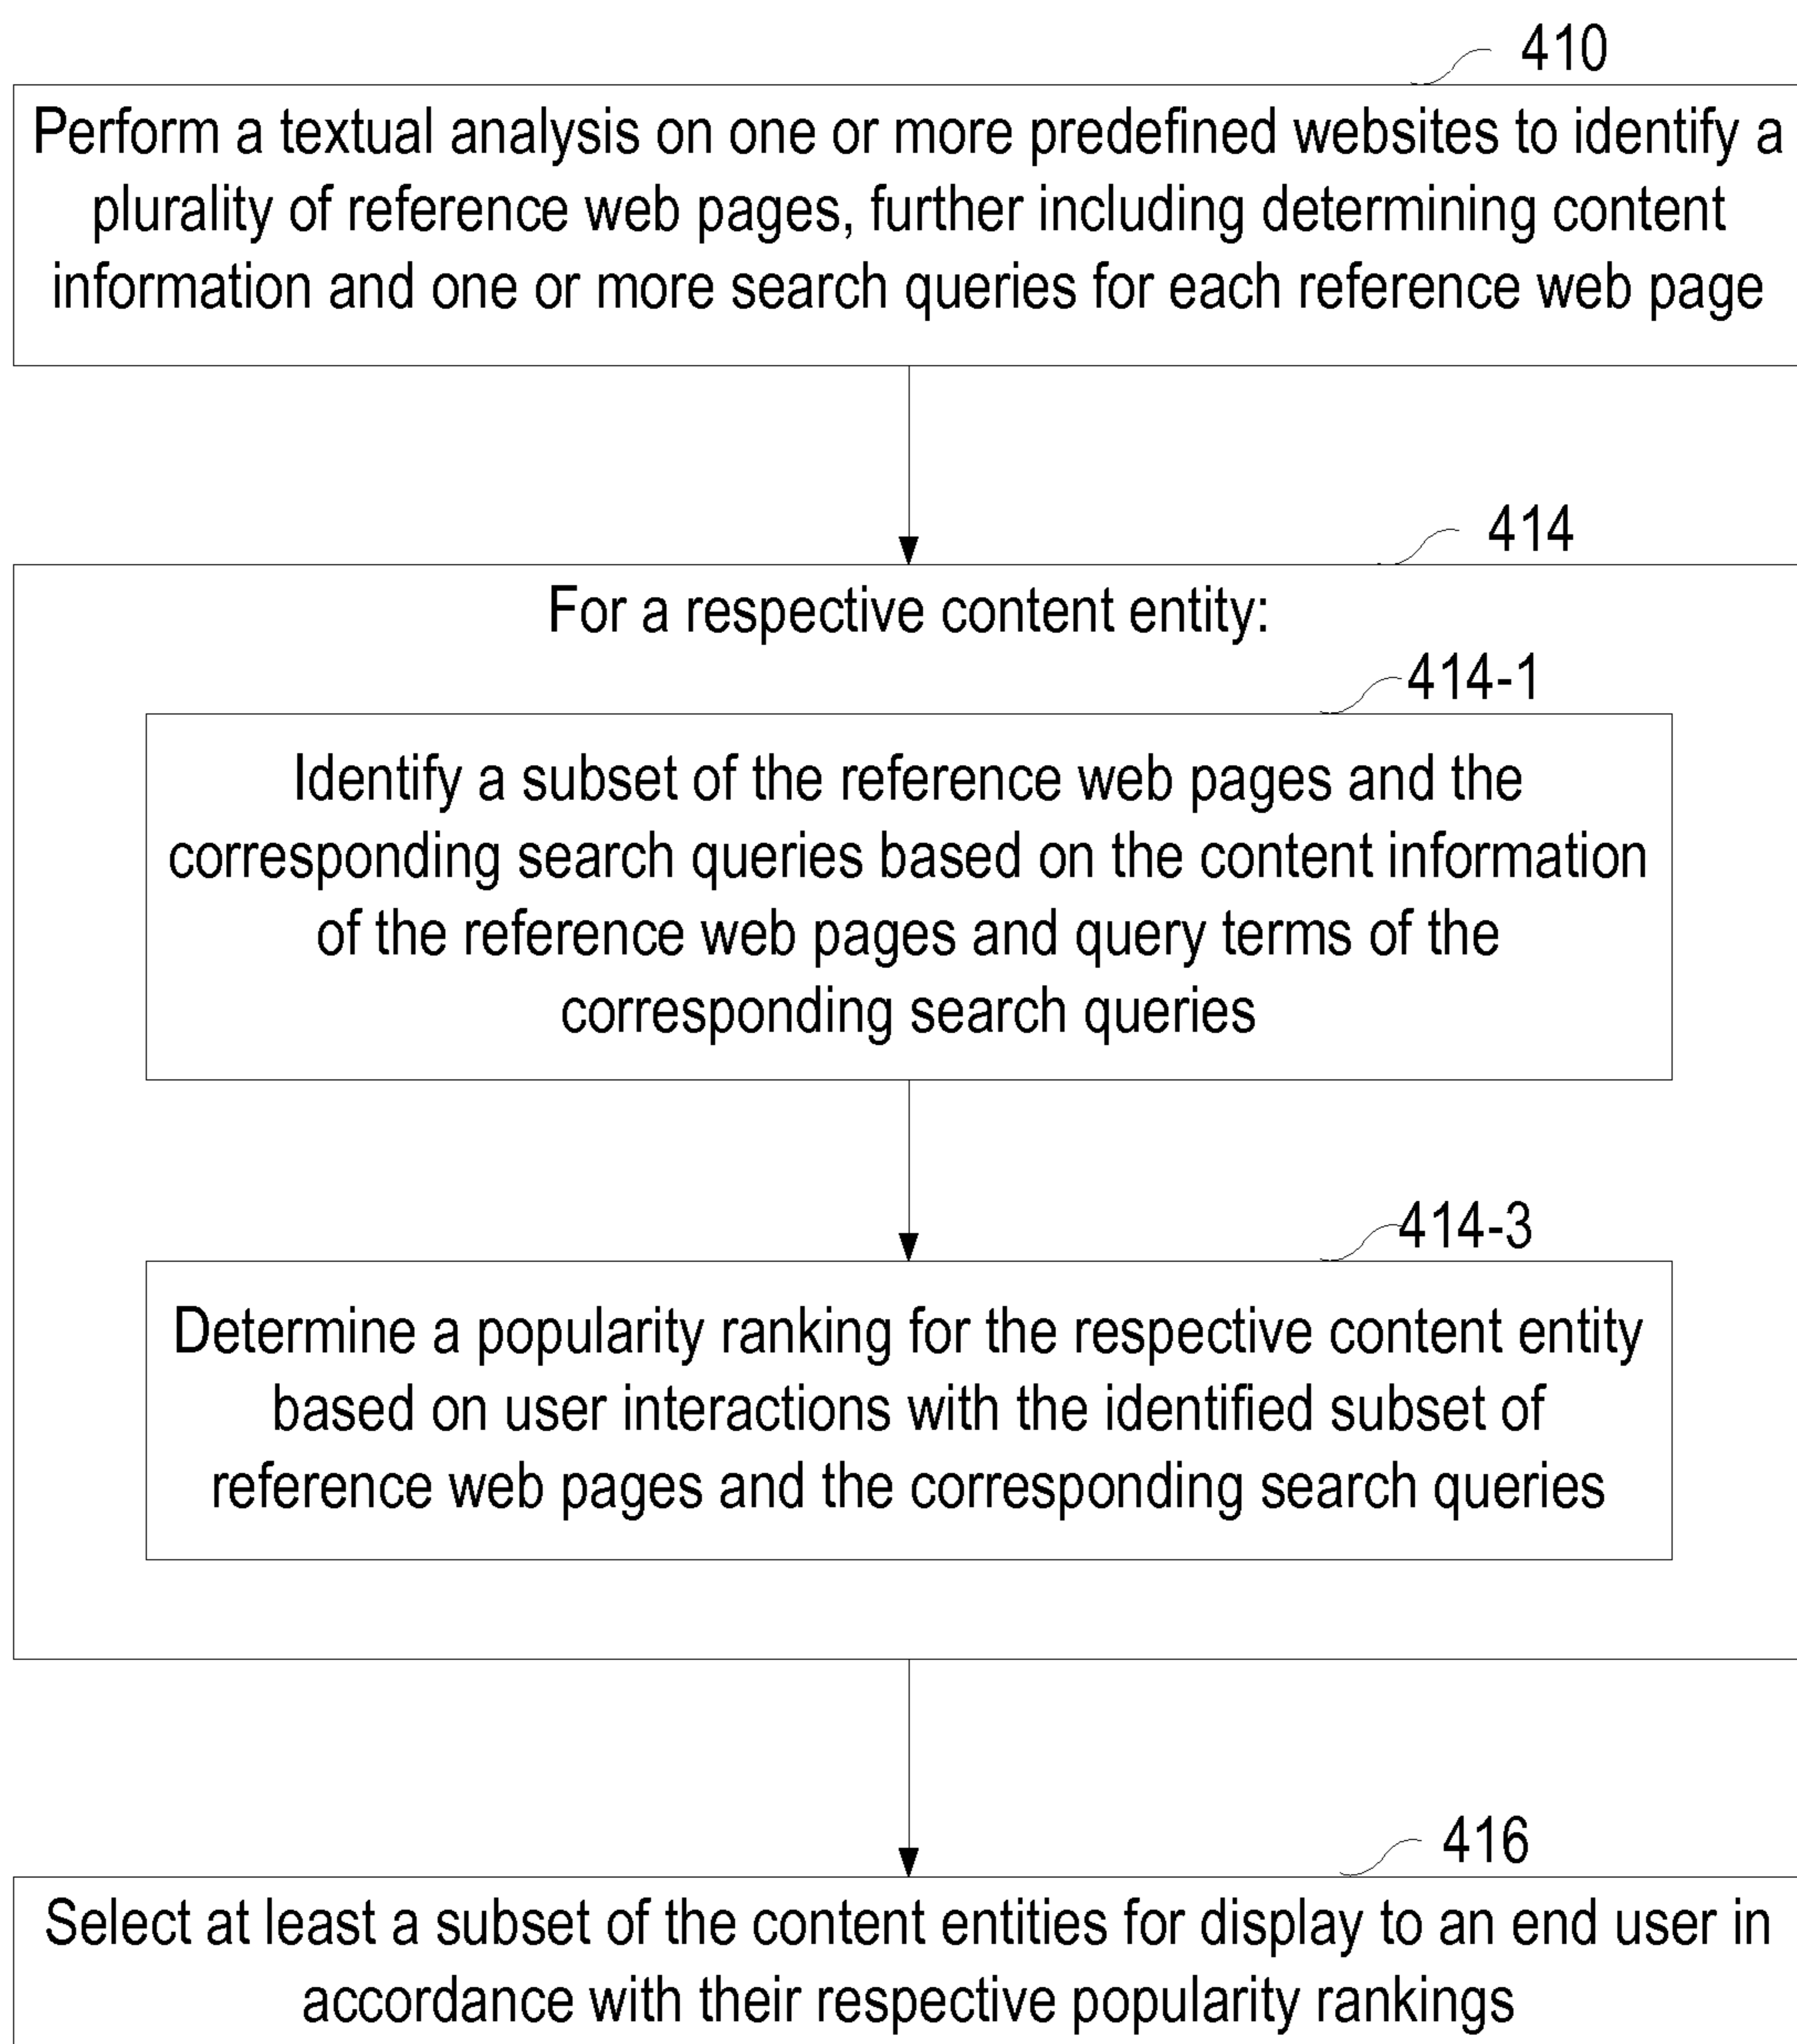 410
Perform a textual analysis on one or more predefined websites to identify a
plurality of reference web pages, further including determining content
information and one or more search queries for each reference web page
414
For a respective content entity:
414-1
Identify a subset of the reference web pages and the
corresponding search queries based on the content information
of the reference web pages and query terms of the
corresponding search queries
414-3
Determine a popularity ranking for the respective content entity
based on user interactions with the identified subset of
reference web pages and the corresponding search queries
416
Select at least a subset of the content entities for display to an end user in
accordance with their respective popularity rankings